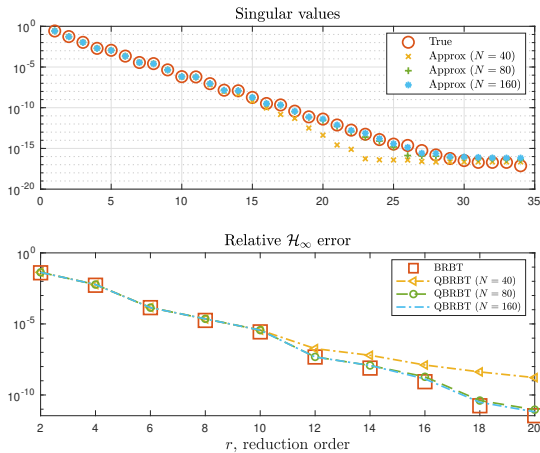 Singular values
10^0
10^-5
10^-10
10^-15
10^-20
True
Approx (N = 40)
Approx (N = 80)
Approx (N = 160)
0 5 10 15 20 25 30 35
Relative H∞ error
10^0
10^-5
10^-10
BRBT
QBRBT (N = 40)
QBRBT (N = 80)
QBRBT (N = 160)
2 4 6 8 10 12 14 16 18 20
r, reduction order